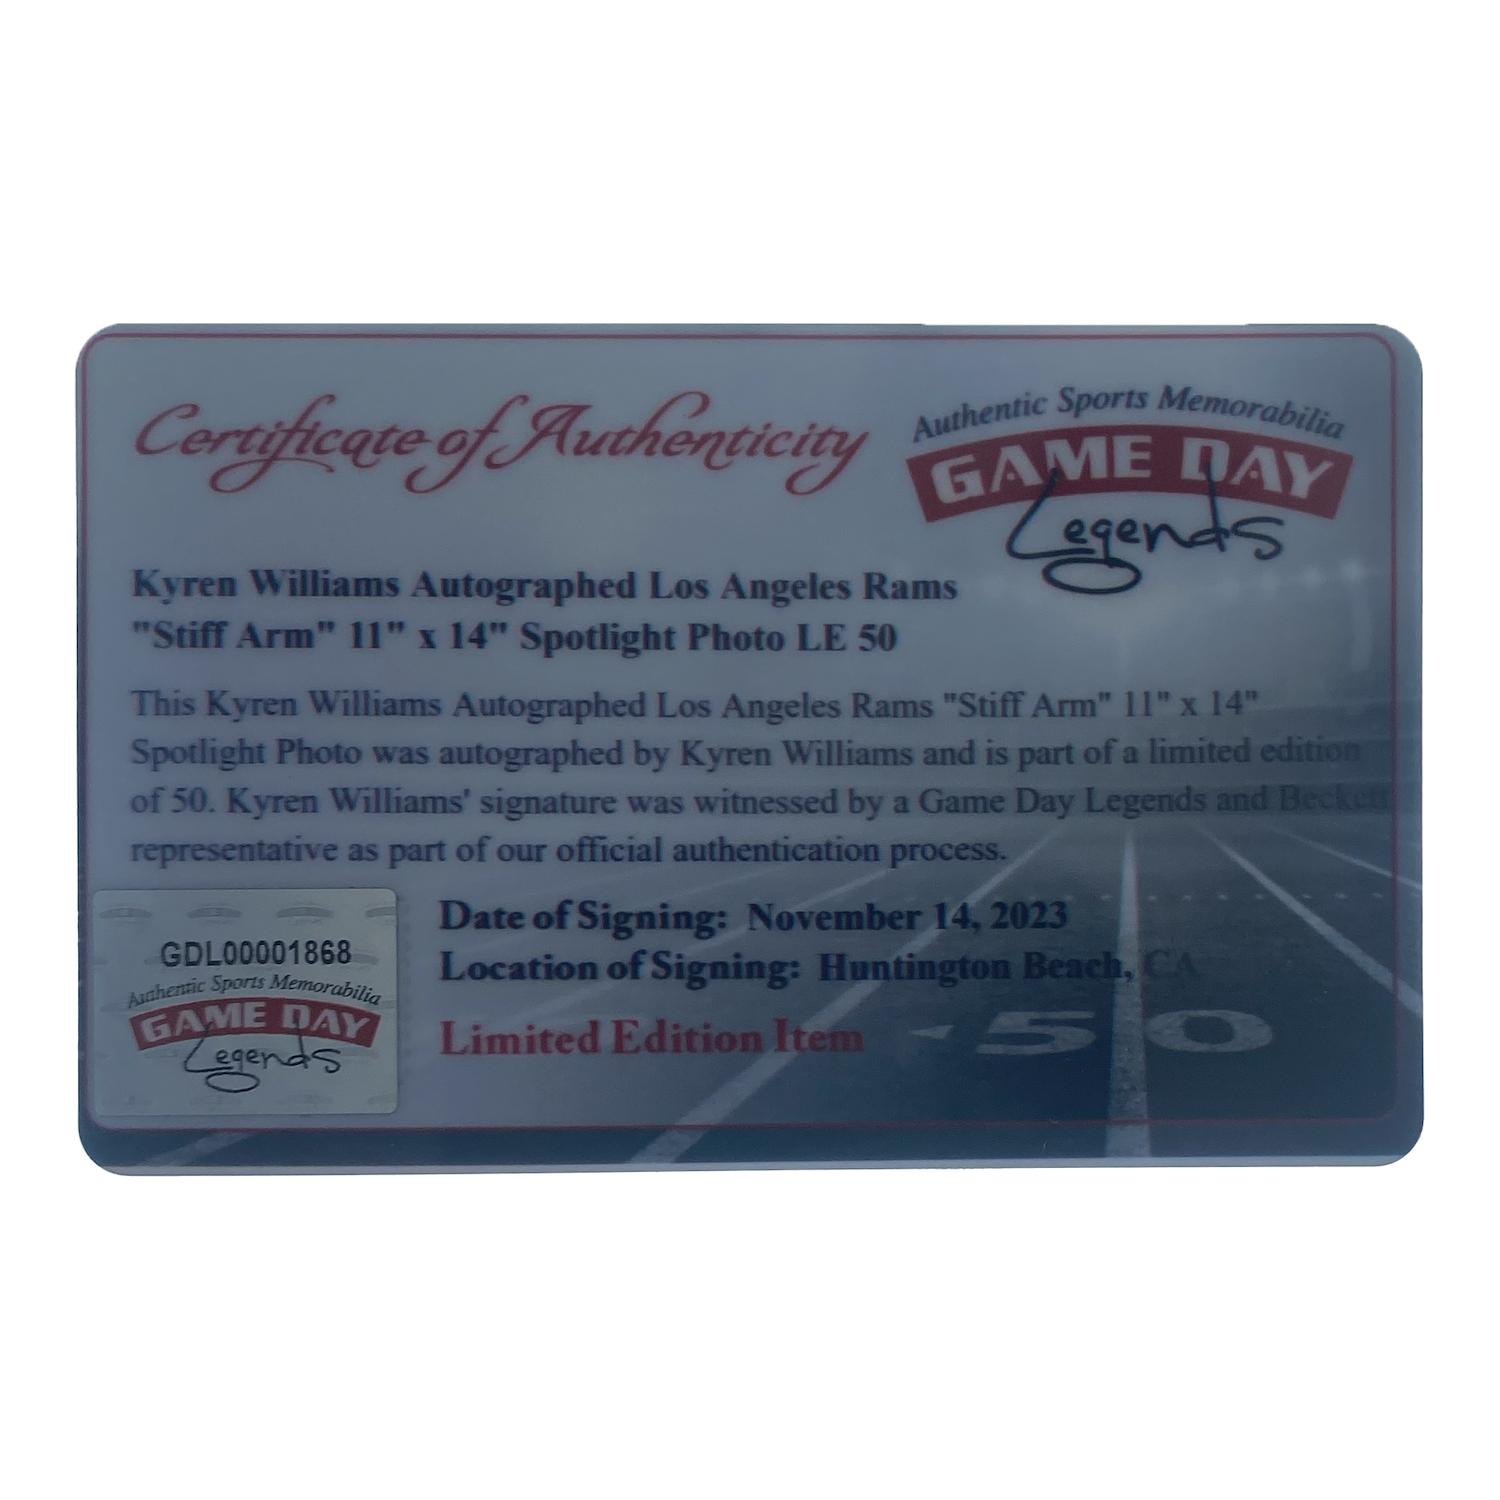 Certificate of Authenticity
Authentic Sports Memorabilia
GAME DAY
Legends
Kyren Williams Autographed Los Angeles Rams
"Stiff Arm" 11" x 14" Spotlight Photo LE 50
This Kyren Williams Autographed Los Angeles Rams "Stiff Arm" 11" x 14"
Spotlight Photo was autographed by Kyren Williams and is part of a limited edition
of 50. Kyren Williams' signature was witnessed by a Game Day Legends and Beckett
representative as part of our official authentication process.
Date of Signing: November 14, 2023
Location of Signing: Huntington Beach, CA
Limited Edition Item
50
GDL00001868
Authentic Sports Memorabilia
GAME DAY
Legends